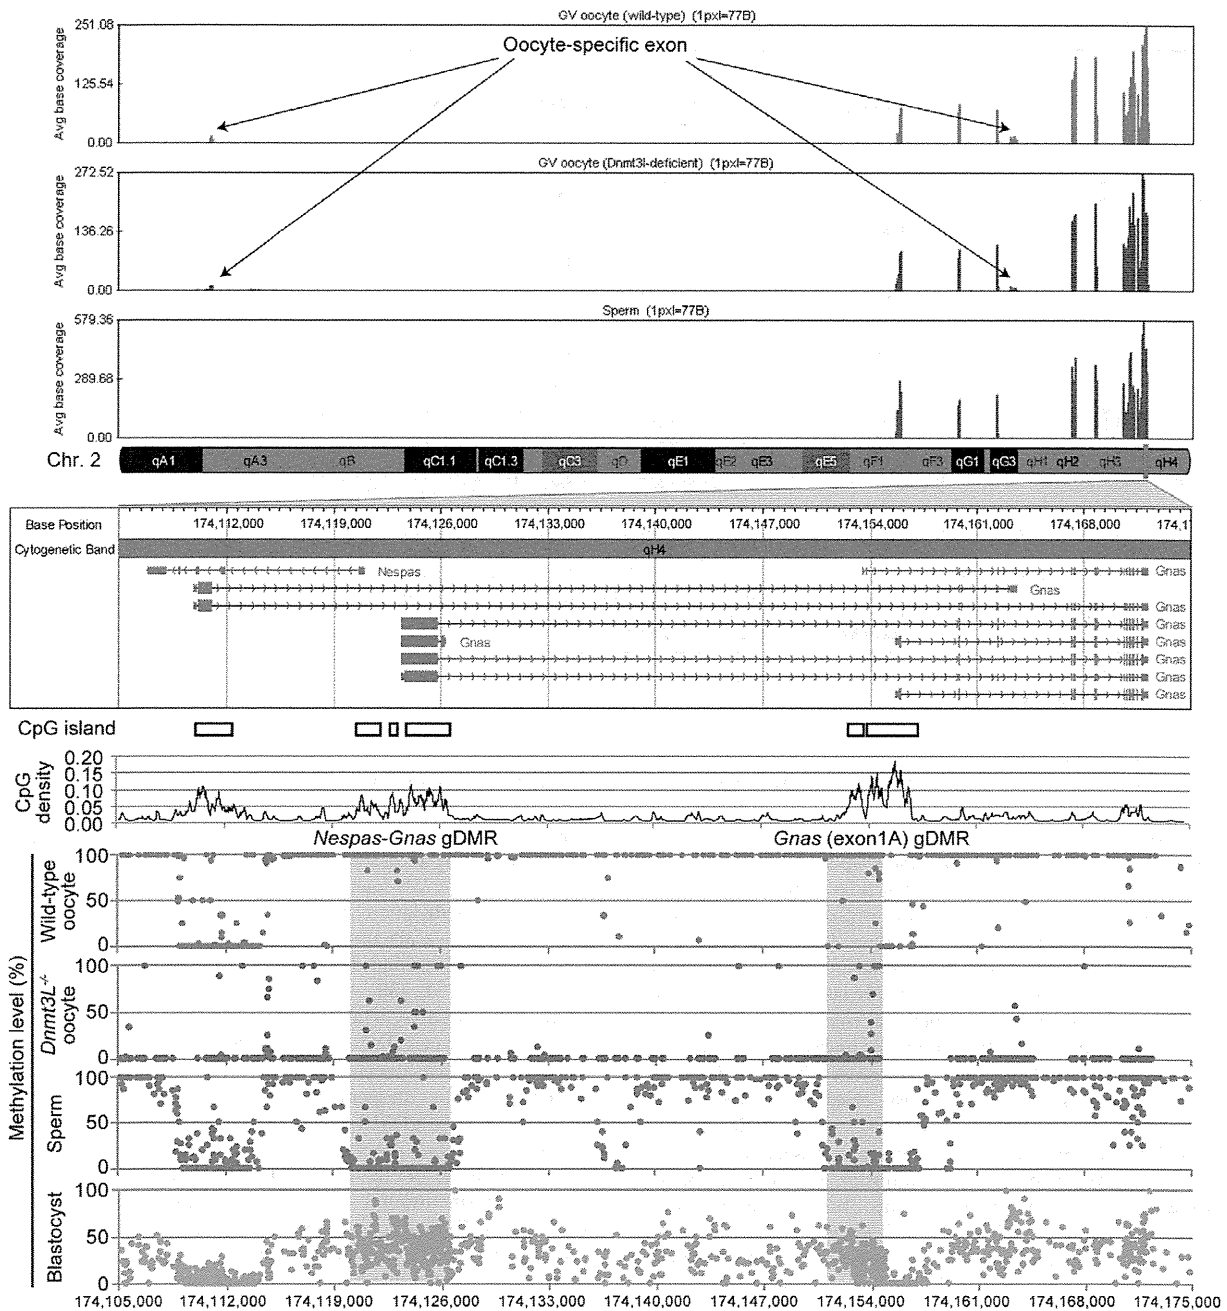 GV oocyte (wild-type) (1pxl=77B)
251.08
125.54
0.00
Avg base coverage
Oocyte-specific exon
GV oocyte (Dnmt3l-deficient) (1pxl=77B)
272.52
136.26
0.00
Avg base coverage
Sperm (1pxl=77B)
579.36
289.68
0.00
Avg base coverage
Chr. 2 qA1 qA3 qB qC1.1 qC1.3 qC3 qD qE1 qE2 qE3 qE5 qF1 qF3 qG1 qG3 qH1 qH2 qH3 qH4
Base Position 174,112,000 174,119,000 174,126,000 174,133,000 174,140,000 174,147,000 174,154,000 174,161,000 174,168,000 174,17
Cytogenetic Band qH4
Nespas Gnas
Gnas
Gnas
Gnas
Gnas Gnas
Gnas
Gnas
Gnas
CpG island
CpG density
0.20
0.15
0.10
0.05
0.00
Nespas-Gnas gDMR Gnas (exon1A) gDMR
Methylation level (%)
Wild-type oocyte
100
50
0
Dnmt3L-/- oocyte
100
50
0
Sperm
100
50
0
Blastocyst
100
50
0
174,105,000 174,112,000 174,119,000 174,126,000 174,133,000 174,140,000 174,147,000 174,154,000 174,161,000 174,168,000 174,175,000